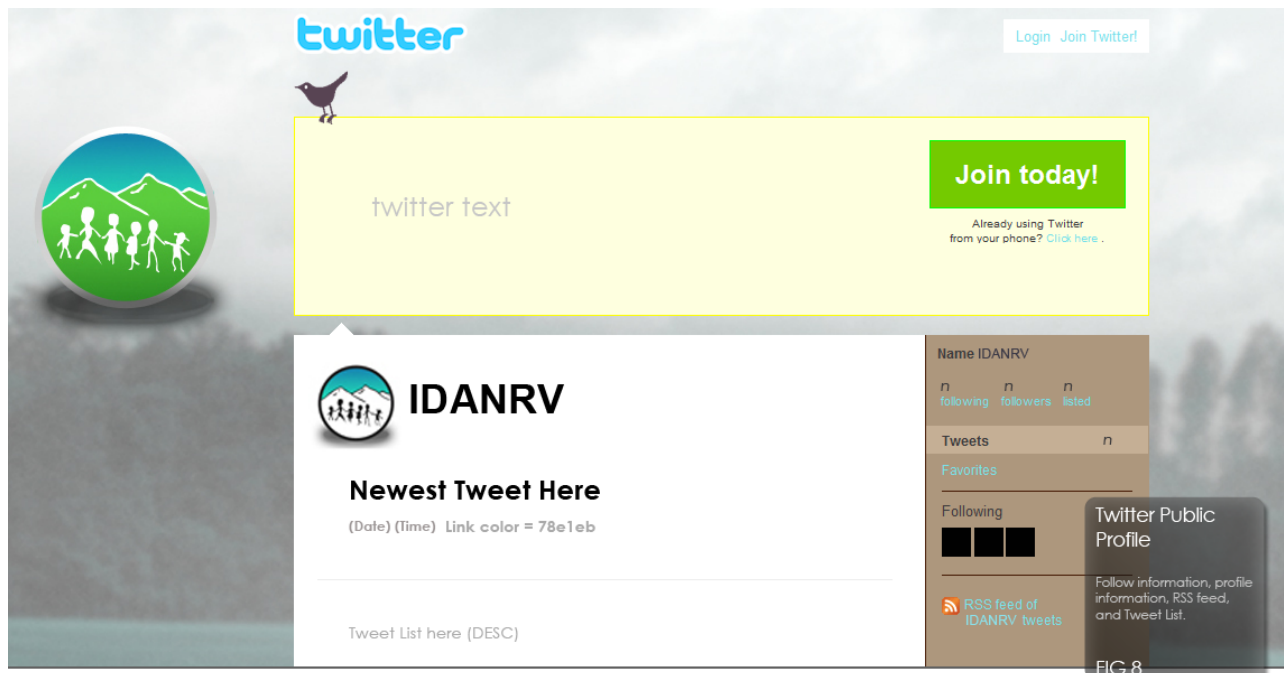 twitter
Login Join Twitter!
twitter text
Join today!
Already using Twitter
from your phone? Click here .
IDANRV
Newest Tweet Here
(Date) (Time) Link color = 78e1eb
Tweet List here (DESC)
Name IDANRV
n n n
following followers listed
Tweets n
Favorites
Following
RSS feed of
IDANRV tweets
Twitter Public
Profile
Follow information, profile
information, RSS feed,
and Tweet List.
FIG 8